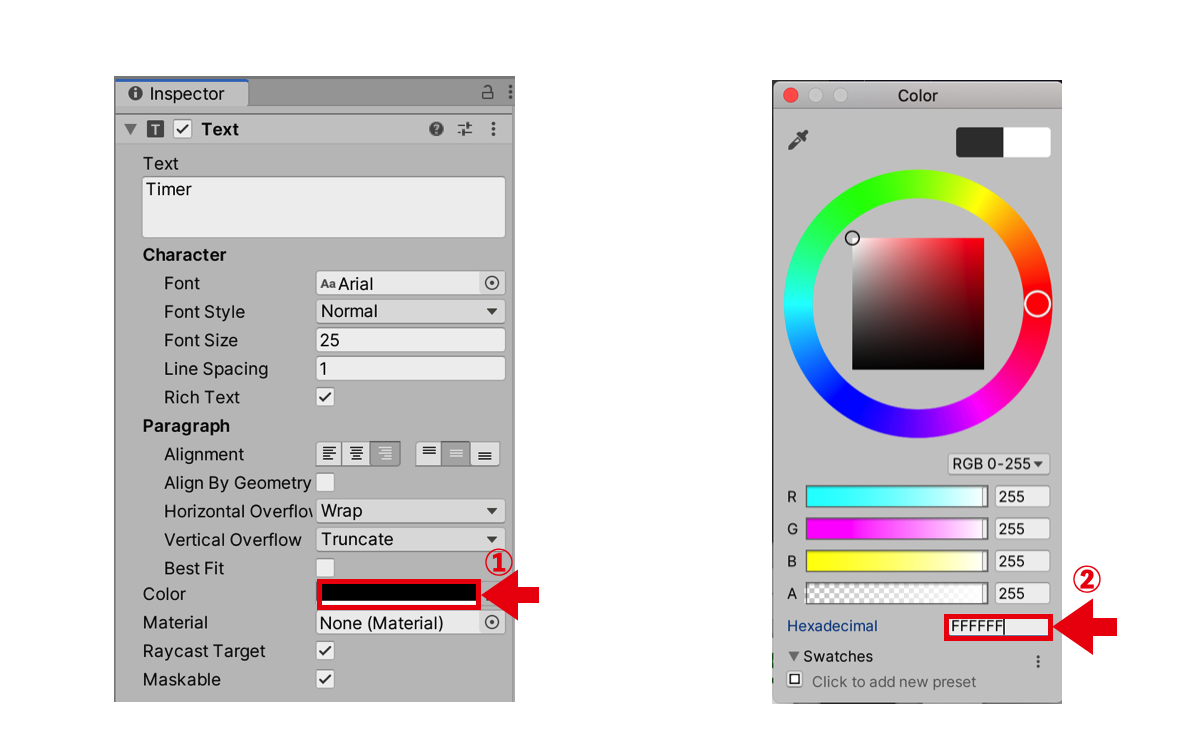 Inspector
T Text ?
Text
Timer
Character
Font Aa Arial
Font Style Normal
Font Size 25
Line Spacing 1
Rich Text
Paragraph
Alignment
Align By Geometry
Horizontal Overflo Wrap
Vertical Overflow Truncate
Best Fit
①
Color
Material None (Material)
Raycast Target
Maskable
Color
RGB 0-255
R 255
G 255
B 255
A 255
②
Hexadecimal FFFFFF
Swatches
Click to add new preset